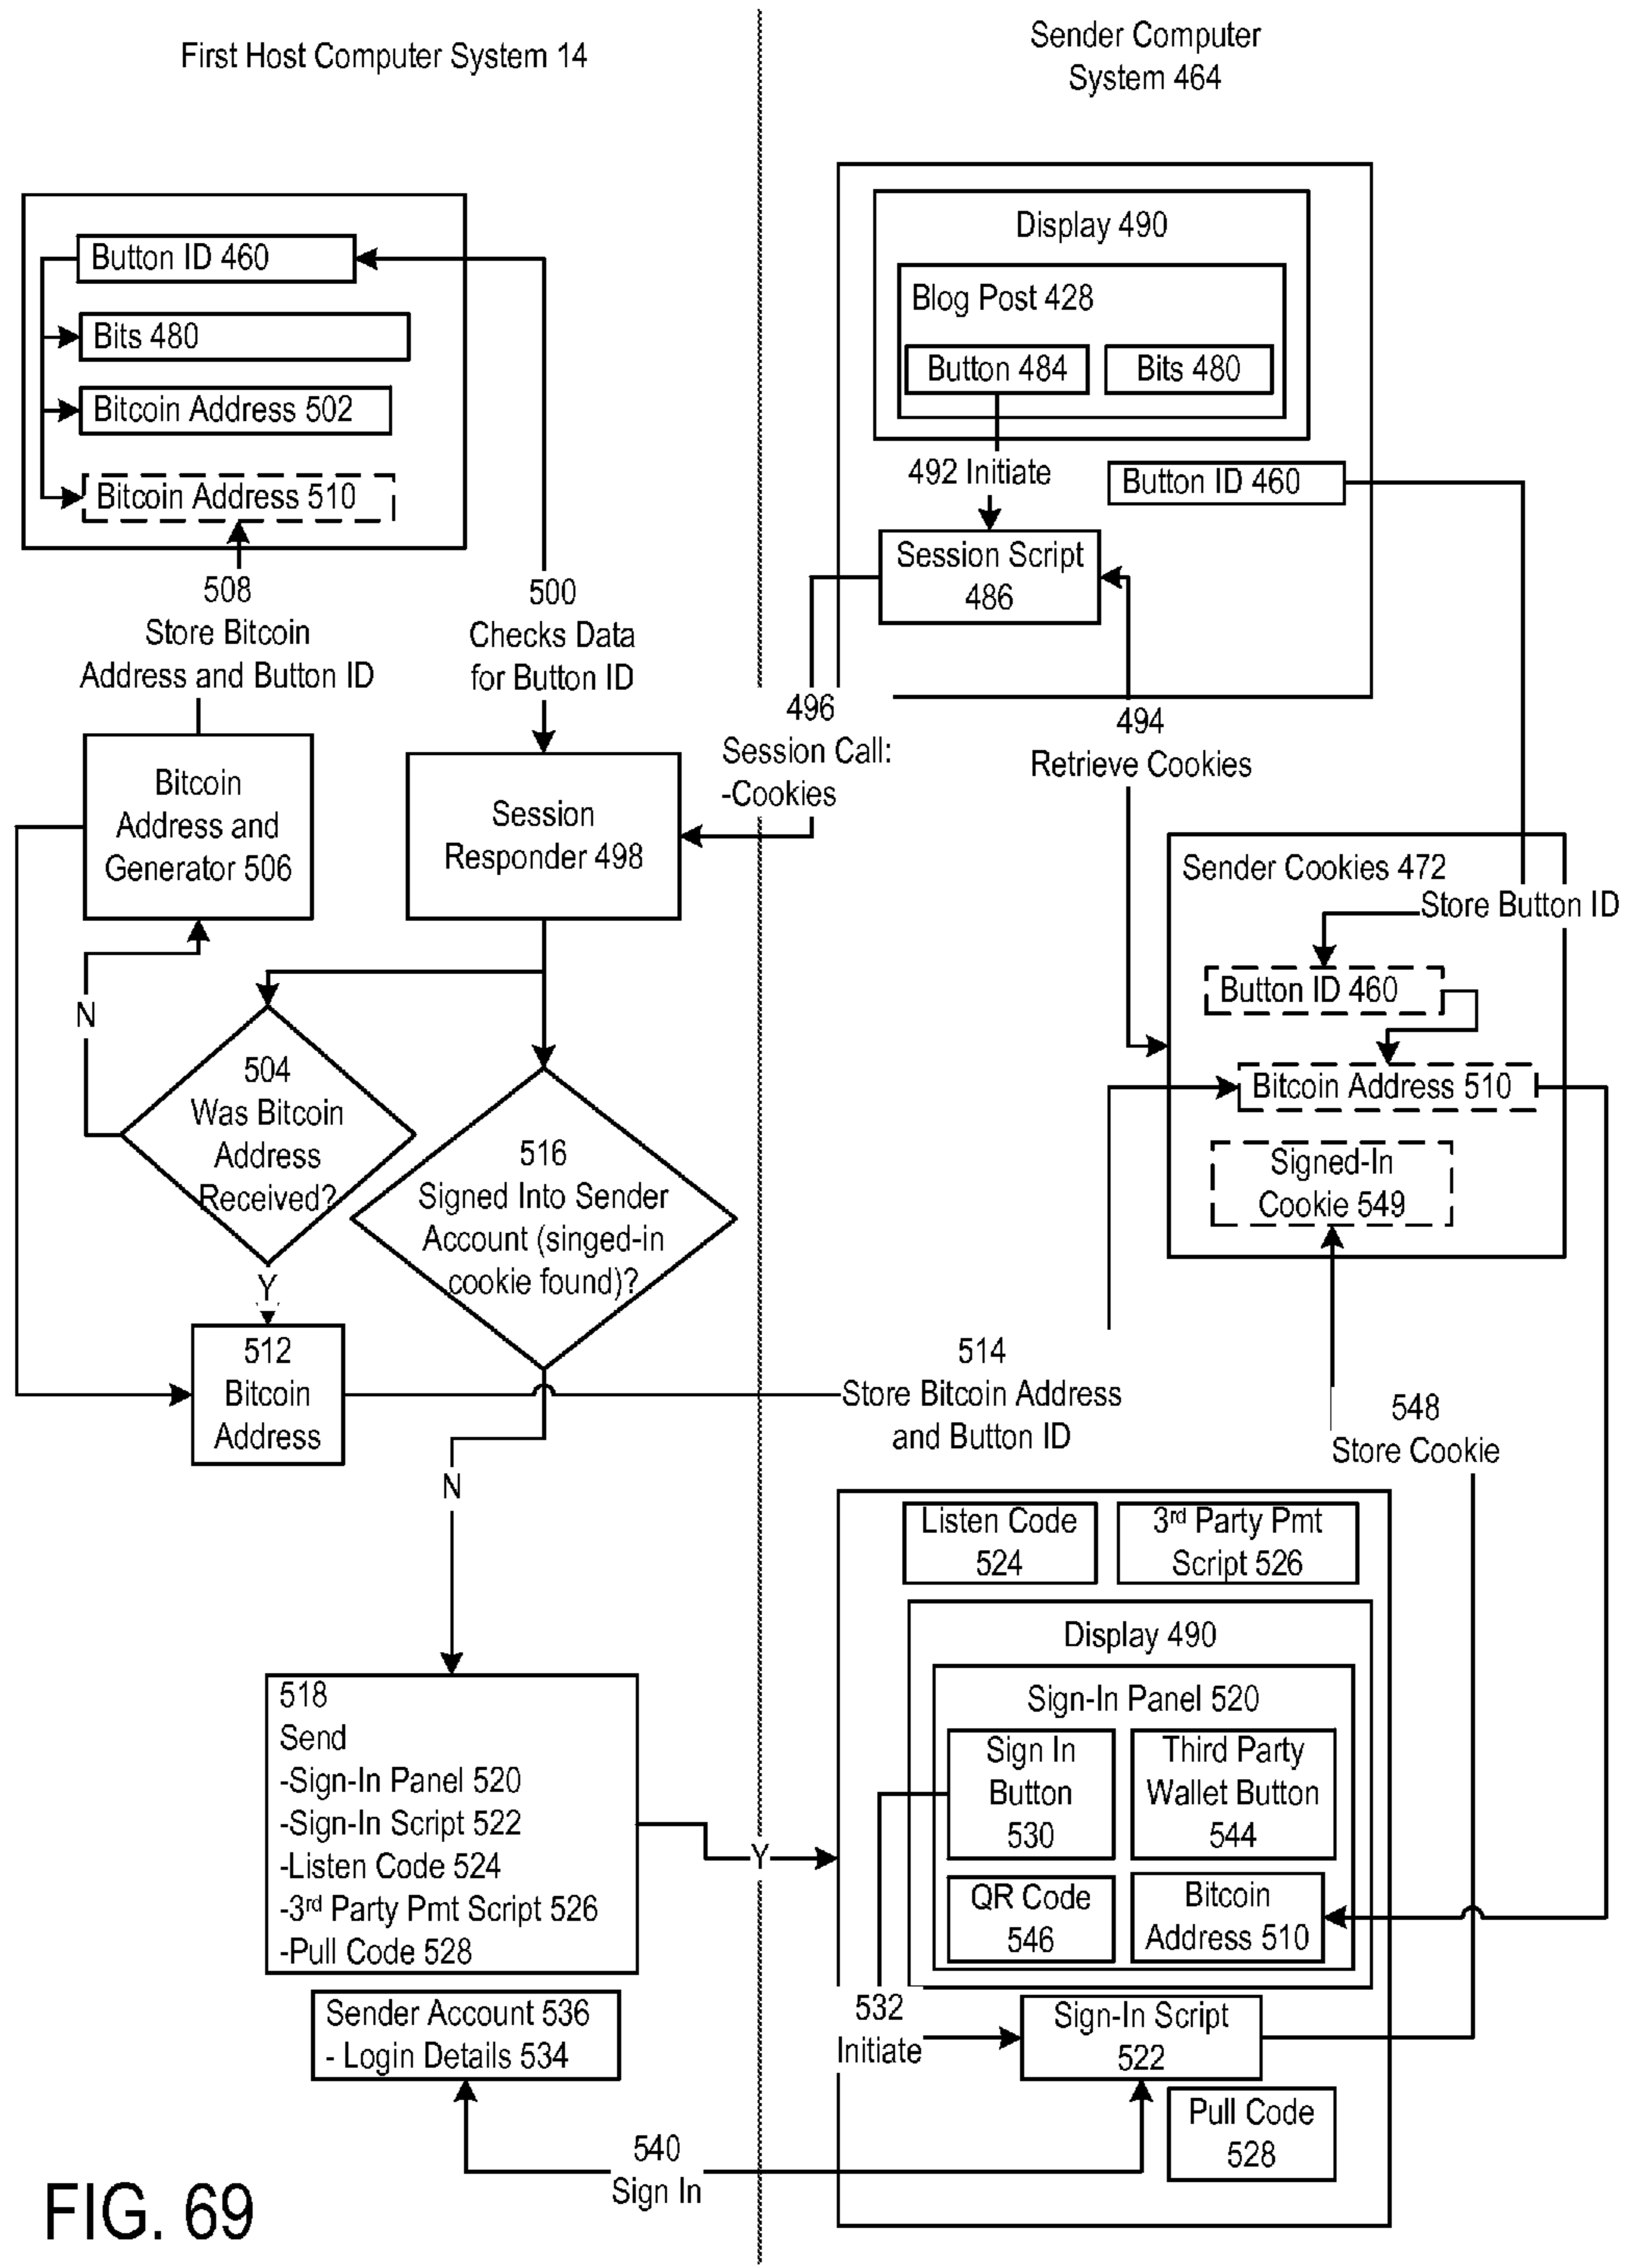 First Host Computer System 14
Sender Computer
System 464
Button ID 460
Bits 480
Bitcoin Address 502
Bitcoin Address 510
508
Store Bitcoin
Address and Button ID
500
Checks Data
for Button ID
Display 490
Blog Post 428
Button 484
Bits 480
492 Initiate
Button ID 460
Session Script
486
496
Session Call:
-Cookies
494
Retrieve Cookies
Bitcoin
Address and
Generator 506
Session
Responder 498
Sender Cookies 472
Store Button ID
Button ID 460
Bitcoin Address 510
Signed-In
Cookie 549
N
504
Was Bitcoin
Address
Received?
Y
516
Signed Into Sender
Account (singed-in
cookie found)?
512
Bitcoin
Address
514
Store Bitcoin Address
and Button ID
548
Store Cookie
N
518
Send
-Sign-In Panel 520
-Sign-In Script 522
-Listen Code 524
-3rd Party Pmt Script 526
-Pull Code 528
Y
Listen Code
524
3rd Party Pmt
Script 526
Display 490
Sign-In Panel 520
Sign In
Button
530
Third Party
Wallet Button
544
QR Code
546
Bitcoin
Address 510
Sender Account 536
- Login Details 534
532
Initiate
Sign-In Script
522
Pull Code
528
540
Sign In
FIG. 69